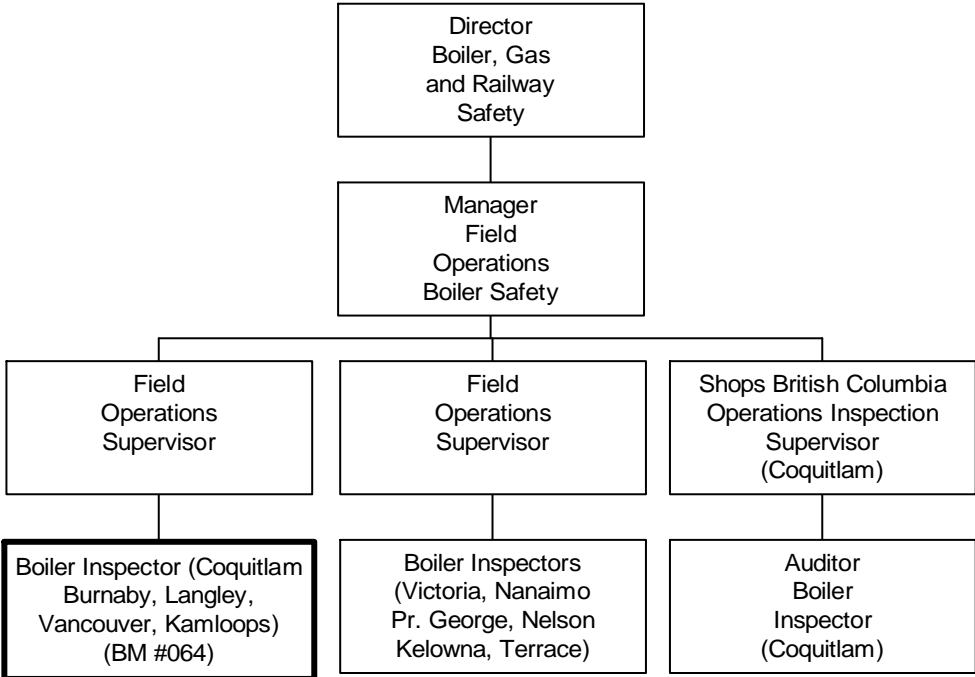 Director
Boiler, Gas
and Railway
Safety
Manager
Field
Operations
Boiler Safety
Field
Operations
Supervisor
Field
Operations
Supervisor
Shops British Columbia
Operations Inspection
Supervisor
(Coquitlam)
Boiler Inspector (Coquitlam
Burnaby, Langley,
Vancouver, Kamloops)
(BM #064)
Boiler Inspectors
(Victoria, Nanaimo
Pr. George, Nelson
Kelowna, Terrace)
Auditor
Boiler
Inspector
(Coquitlam)